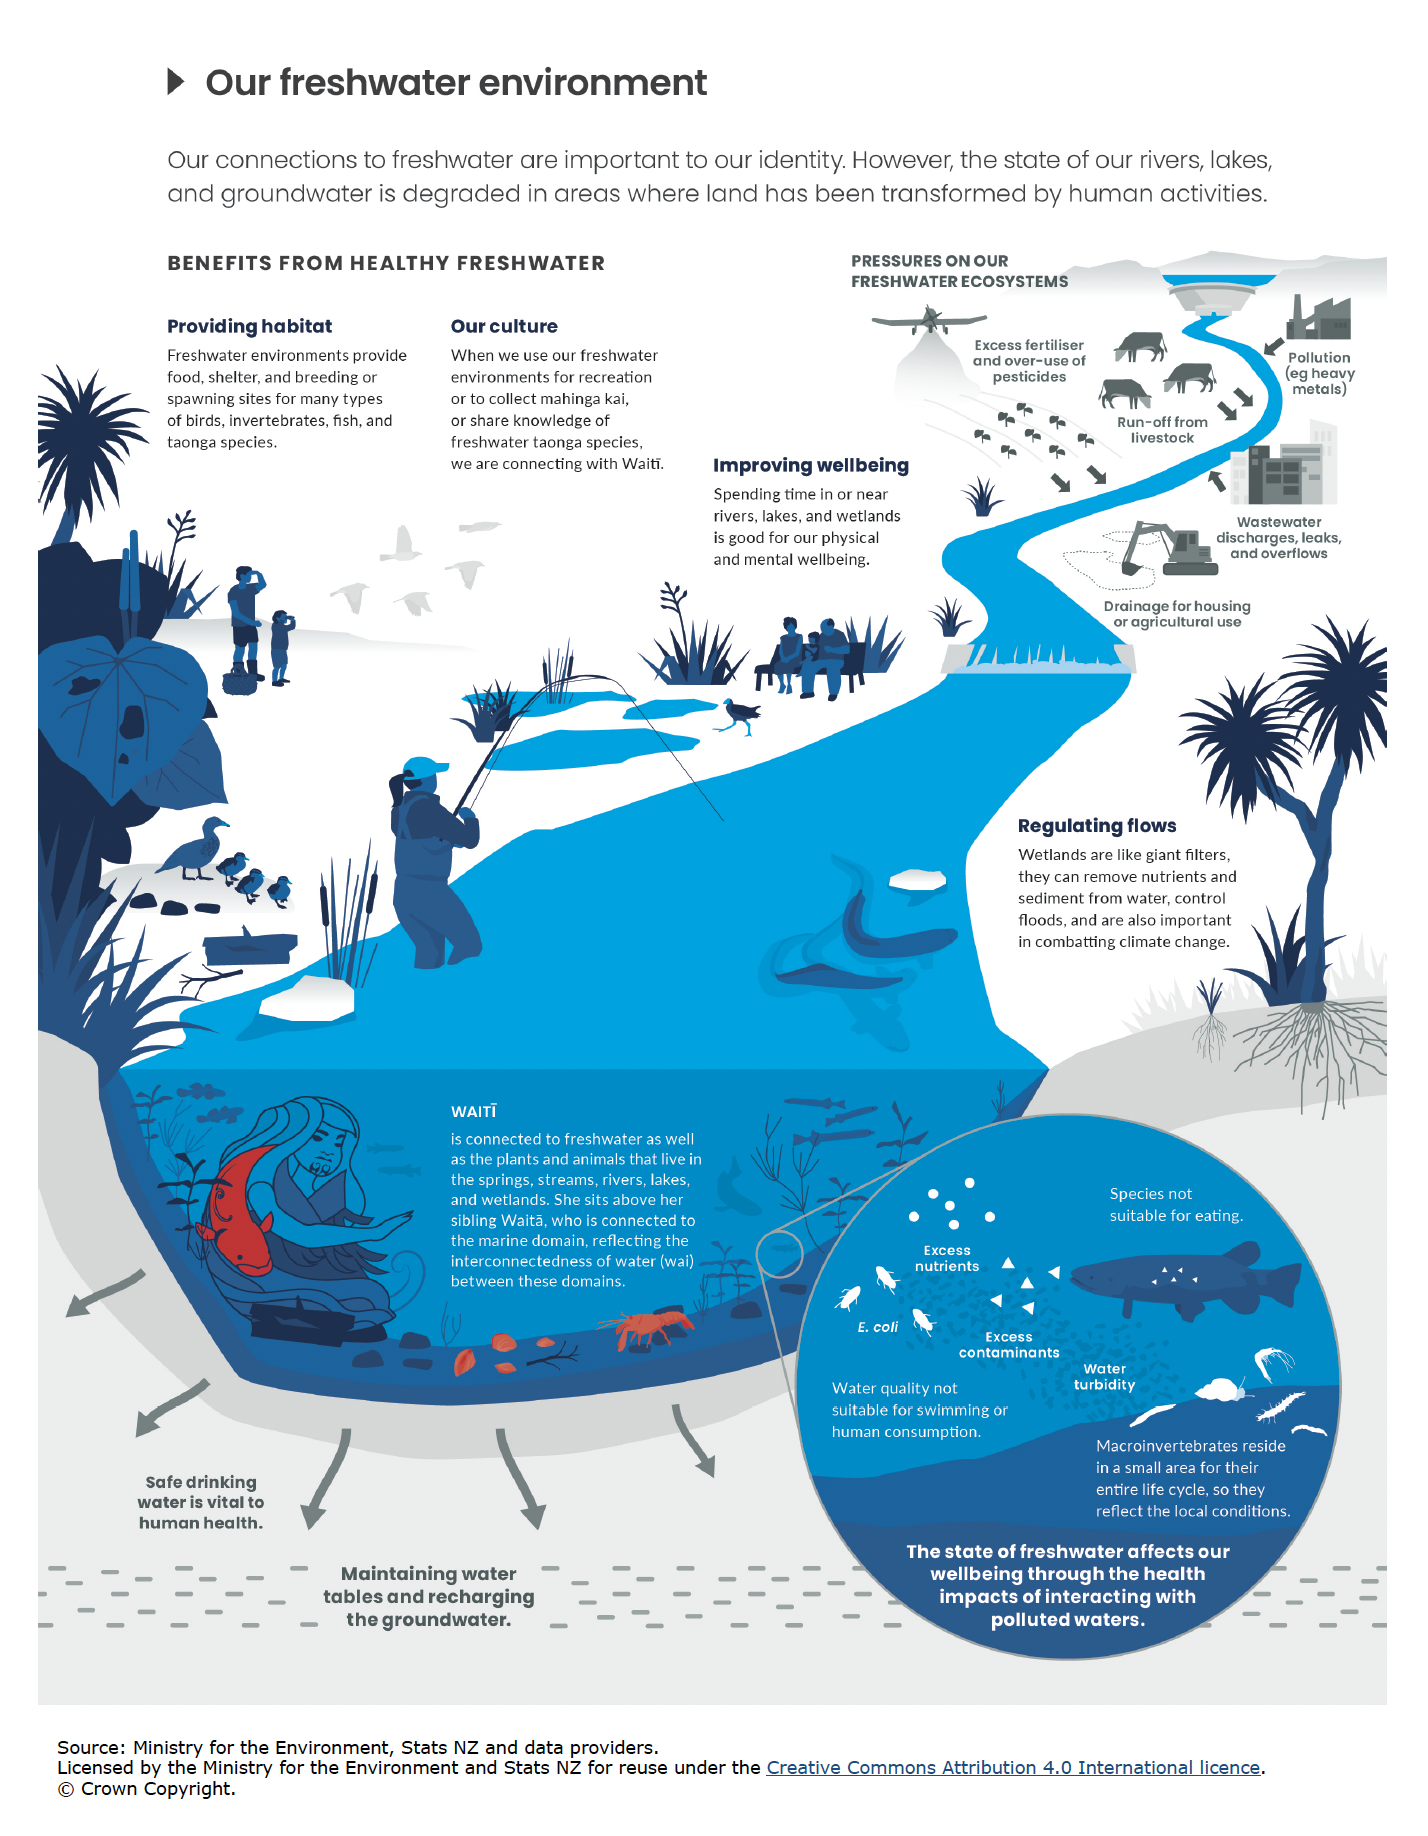 Our freshwater environment
Our connections to freshwater are important to our identity. However, the state of our rivers, lakes,
and groundwater is degraded in areas where land has been transformed by human activities.
BENEFITS FROM HEALTHY FRESHWATER
Providing habitat
Freshwater environments provide
food, shelter, and breeding or
spawning sites for many types
of birds, invertebrates, fish, and
taonga species.
Our culture
When we use our freshwater
environments for recreation
or to collect mahinga kai,
or share knowledge of
freshwater taonga species,
we are connecting with Waitī.
Improving wellbeing
Spending time in or near
rivers, lakes, and wetlands
is good for our physical
and mental wellbeing.
PRESSURES ON OUR
FRESHWATER ECOSYSTEMS
Excess fertiliser
and over-use of
pesticides
Pollution
(eg heavy
metals)
Run-off from
livestock
Wastewater
discharges, leaks,
and overflows
Drainage for housing
or agricultural use
Regulating flows
Wetlands are like giant filters,
they can remove nutrients and
sediment from water, control
floods, and are also important
in combatting climate change.
WAITĪ
is connected to freshwater as well
as the plants and animals that live in
the springs, streams, rivers, lakes,
and wetlands. She sits above her
sibling Waitā, who is connected to
the marine domain, reflecting the
interconnectedness of water (wai)
between these domains.
Species not
suitable for eating.
Excess
nutrients
E. coli
Excess
contaminants
Water
turbidity
Water quality not
suitable for swimming or
human consumption.
Macroinvertebrates reside
in a small area for their
entire life cycle, so they
reflect the local conditions.
The state of freshwater affects our
wellbeing through the health
impacts of interacting with
polluted waters.
Safe drinking
water is vital to
human health.
Maintaining water
tables and recharging
the groundwater.
Source: Ministry for the Environment, Stats NZ and data providers.
Licensed by the Ministry for the Environment and Stats NZ for reuse under the Creative Commons Attribution 4.0 International licence.
© Crown Copyright.